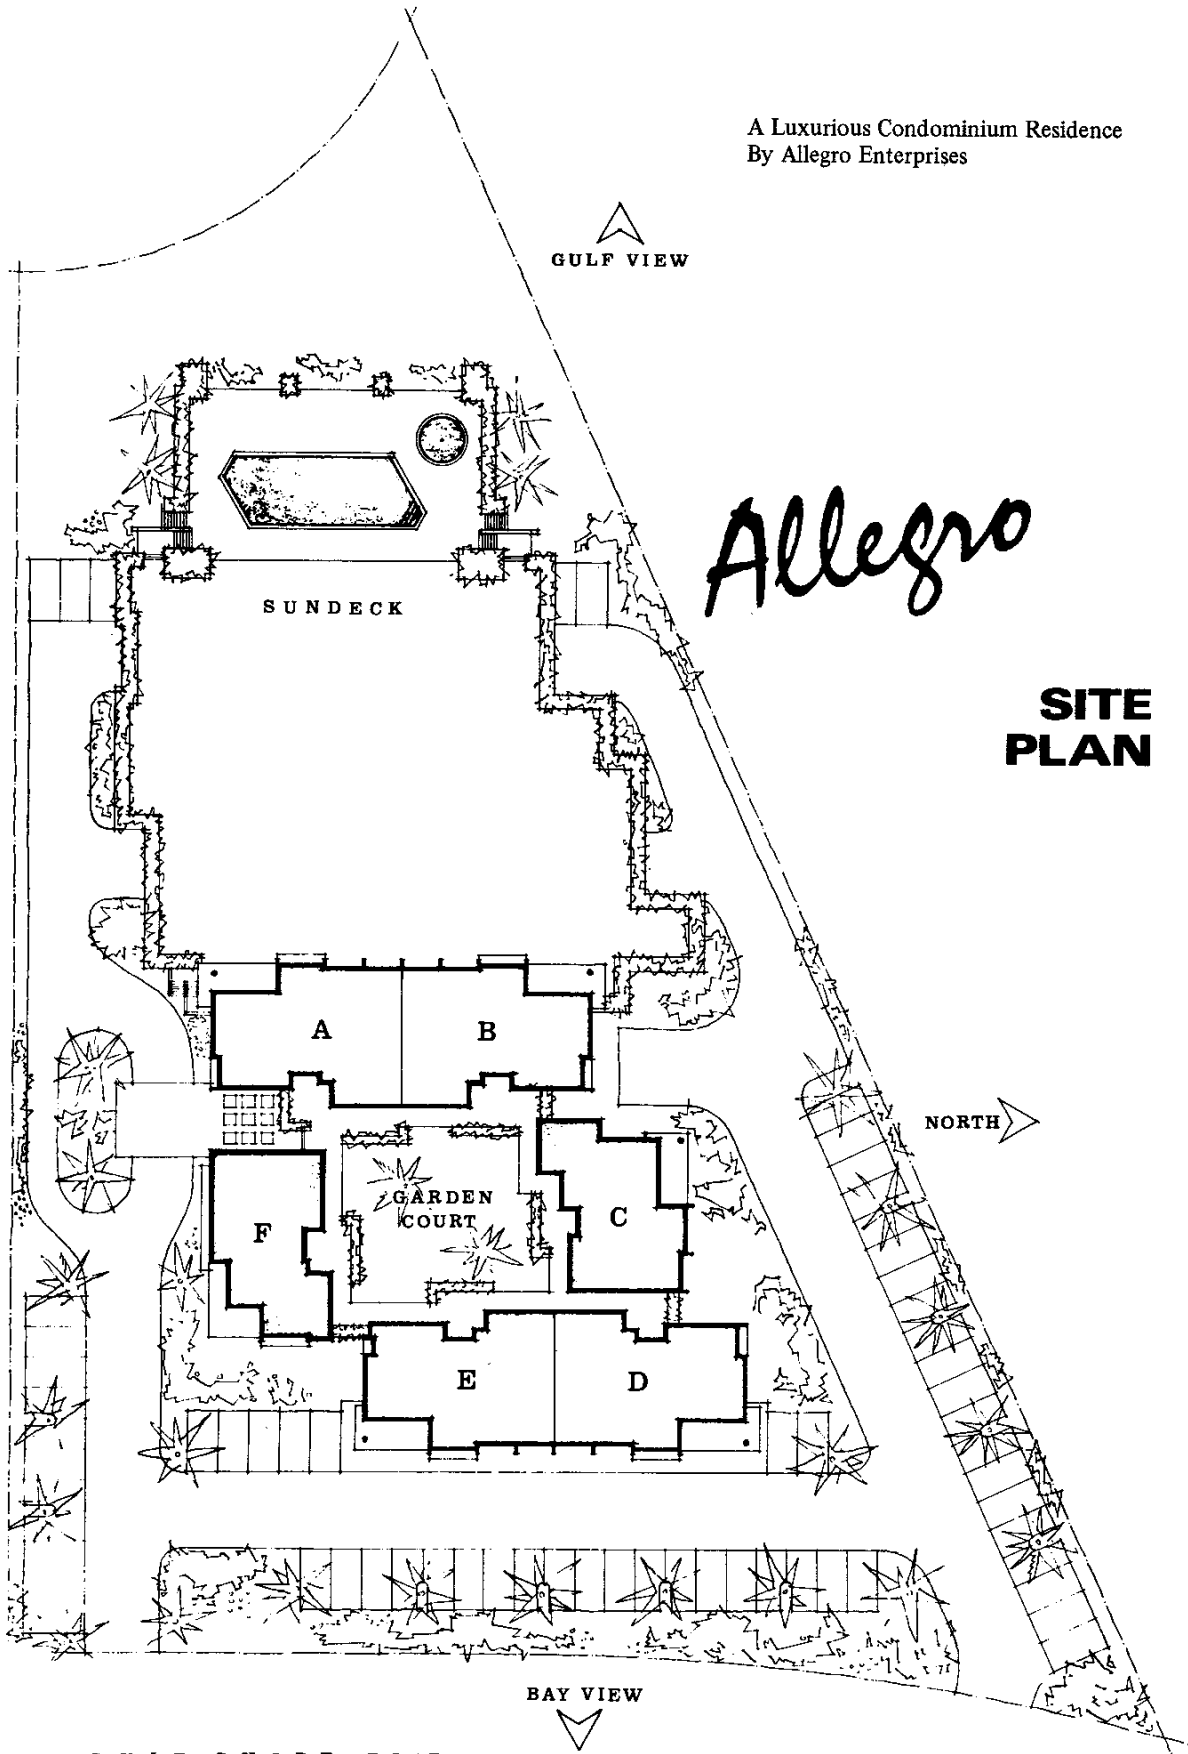 A Luxurious Condominium Residence
By Allegro Enterprises
GULF VIEW
Allegro
SUNDECK
SITE
PLAN
A
B
NORTH
GARDEN
COURT
C
F
E
D
BAY VIEW